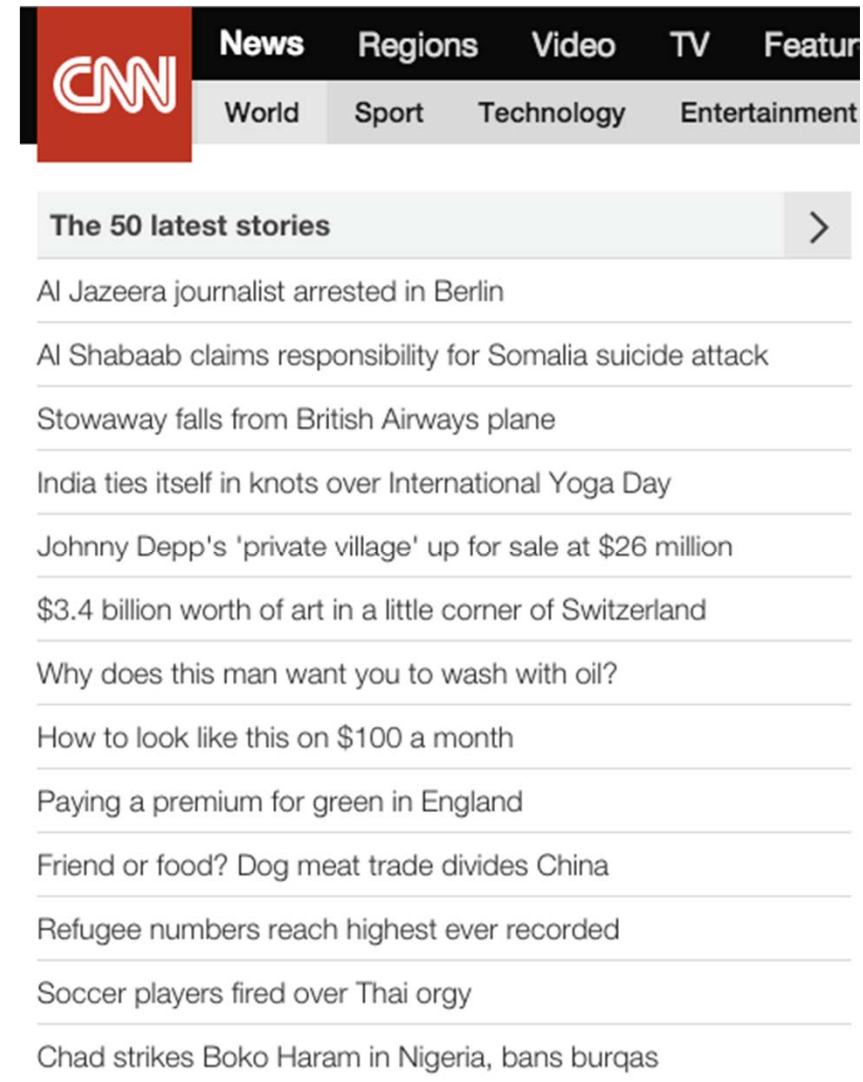 CNN
News Regions Video TV Featur
World Sport Technology Entertainment
The 50 latest stories
Al Jazeera journalist arrested in Berlin
Al Shabaab claims responsibility for Somalia suicide attack
Stowaway falls from British Airways plane
India ties itself in knots over International Yoga Day
Johnny Depp's 'private village' up for sale at $26 million
$3.4 billion worth of art in a little corner of Switzerland
Why does this man want you to wash with oil?
How to look like this on $100 a month
Paying a premium for green in England
Friend or food? Dog meat trade divides China
Refugee numbers reach highest ever recorded
Soccer players fired over Thai orgy
Chad strikes Boko Haram in Nigeria, bans burqas